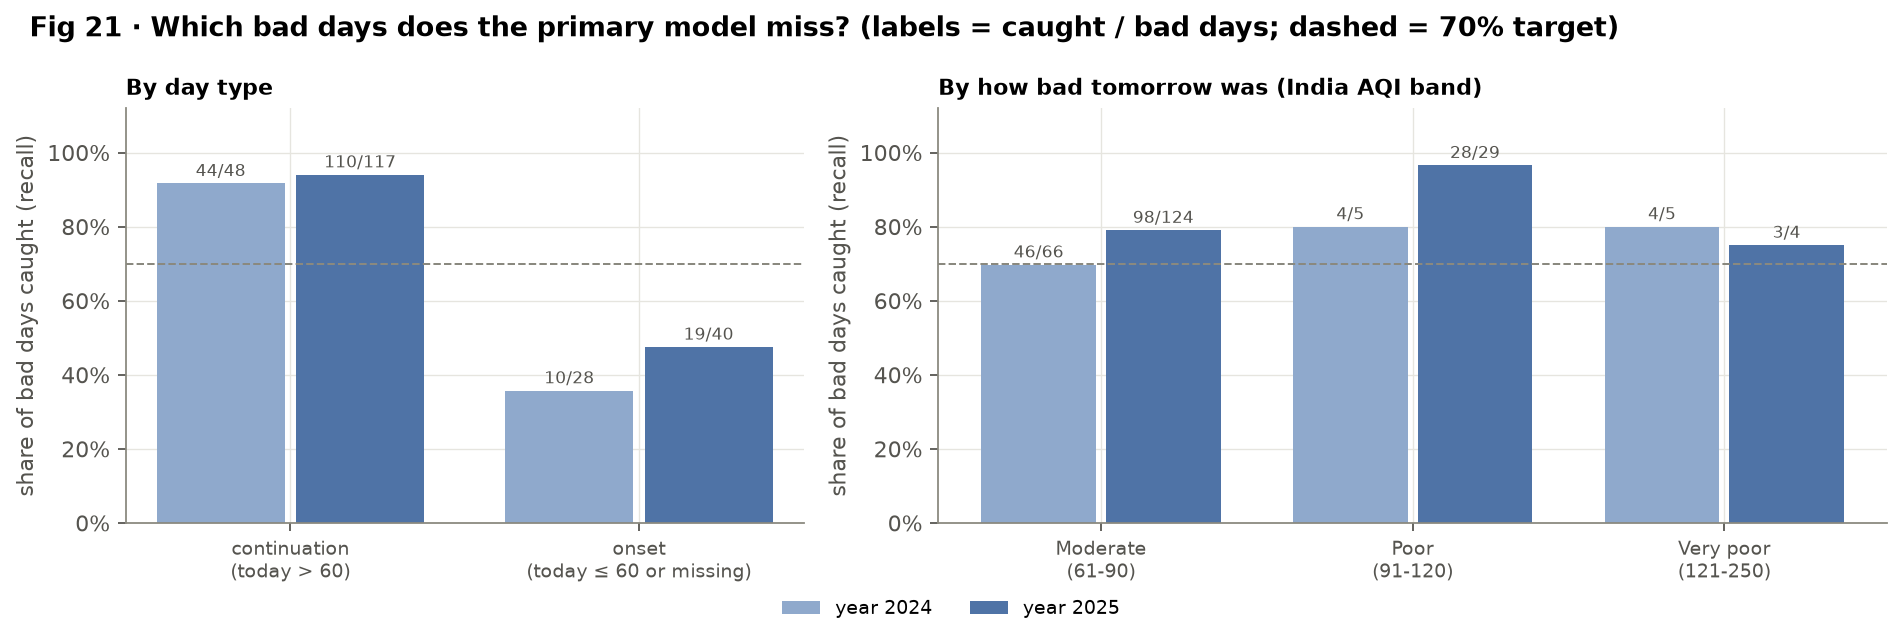 Fig 21 · Which bad days does the primary model miss? (labels = caught / bad days; dashed = 70% target)
By day type
share of bad days caught (recall)
100%
80%
60%
40%
20%
0%
44/48
110/117
10/28
19/40
continuation
(today > 60)
onset
(today ≤ 60 or missing)
By how bad tomorrow was (India AQI band)
share of bad days caught (recall)
100%
80%
60%
40%
20%
0%
46/66
98/124
4/5
28/29
4/5
3/4
Moderate
(61-90)
Poor
(91-120)
Very poor
(121-250)
year 2024
year 2025